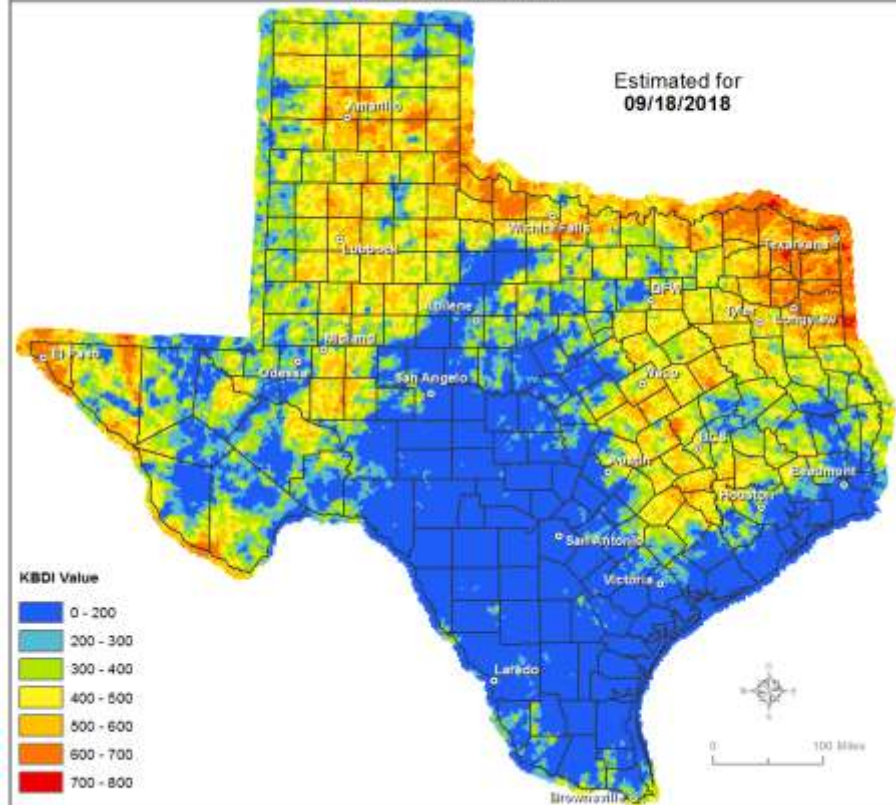 Estimated for
09/18/2018
Amarillo
Wichita Falls
Lubbock
Texarkana
DFW
Abilene
Tyler
Longview
Midland
El Paso
Odessa
Waco
San Angelo
BCS
Austin
Beaumont
Houston
San Antonio
Victoria
KBDI Value
0 - 200
200 - 300
300 - 400
400 - 500
500 - 600
600 - 700
700 - 800
Laredo
0 100 Miles
Brownsville